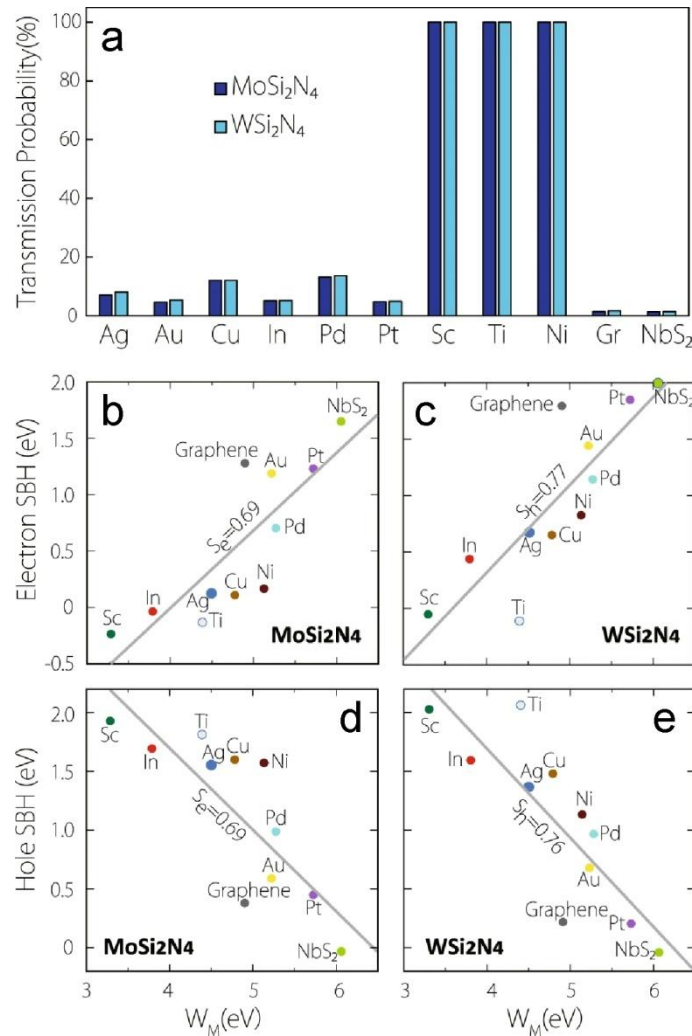 a
Transmission Probability(%)
100
80
60
40
20
0
MoSi₂N₄
WSi₂N₄
Ag Au Cu In Pd Pt Sc Ti Ni Gr NbS₂
b
Electron SBH (eV)
2.0
1.5
1.0
0.5
0
-0.5
NbS₂
Graphene
Au
Pt
Sₑ=0.69
Pd
In
Ag
Cu
Ni
Sc
Ti
MoSi2N4
c
NbS₂
Graphene
Pt
Au
Pd
Sₕ=0.77
Ni
Ag
Cu
In
Sc
Ti
WSi2N4
d
Hole SBH (eV)
2.0
1.5
1.0
0.5
0
Ti
Sc
In
Ag
Cu
Ni
Sₑ=0.69
Pd
Au
Graphene
Pt
NbS₂
MoSi2N4
3 4 5 6
W_M(eV)
e
Ti
Sc
In
Ag
Cu
Ni
Sₕ=0.76
Pd
Au
Graphene
Pt
NbS₂
WSi2N4
3 4 5 6
W_M(eV)